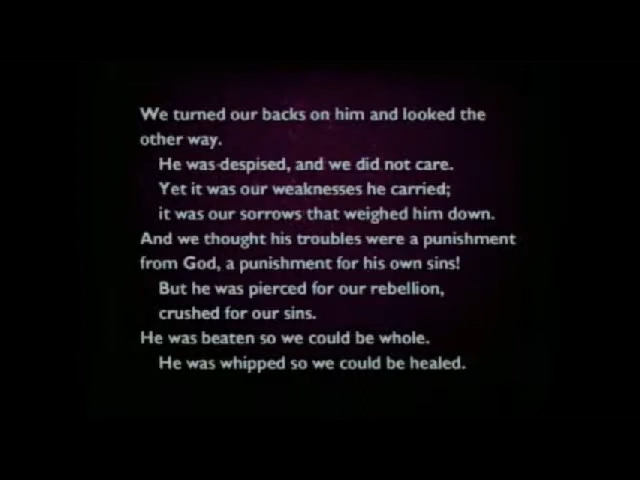 We turned our backs on him and looked the
other way.
He was despised, and we did not care.
Yet it was our weaknesses he carried;
it was our sorrows that weighed him down.
And we thought his troubles were a punishment
from God, a punishment for his own sins!
But he was pierced for our rebellion,
crushed for our sins.
He was beaten so we could be whole.
He was whipped so we could be healed.